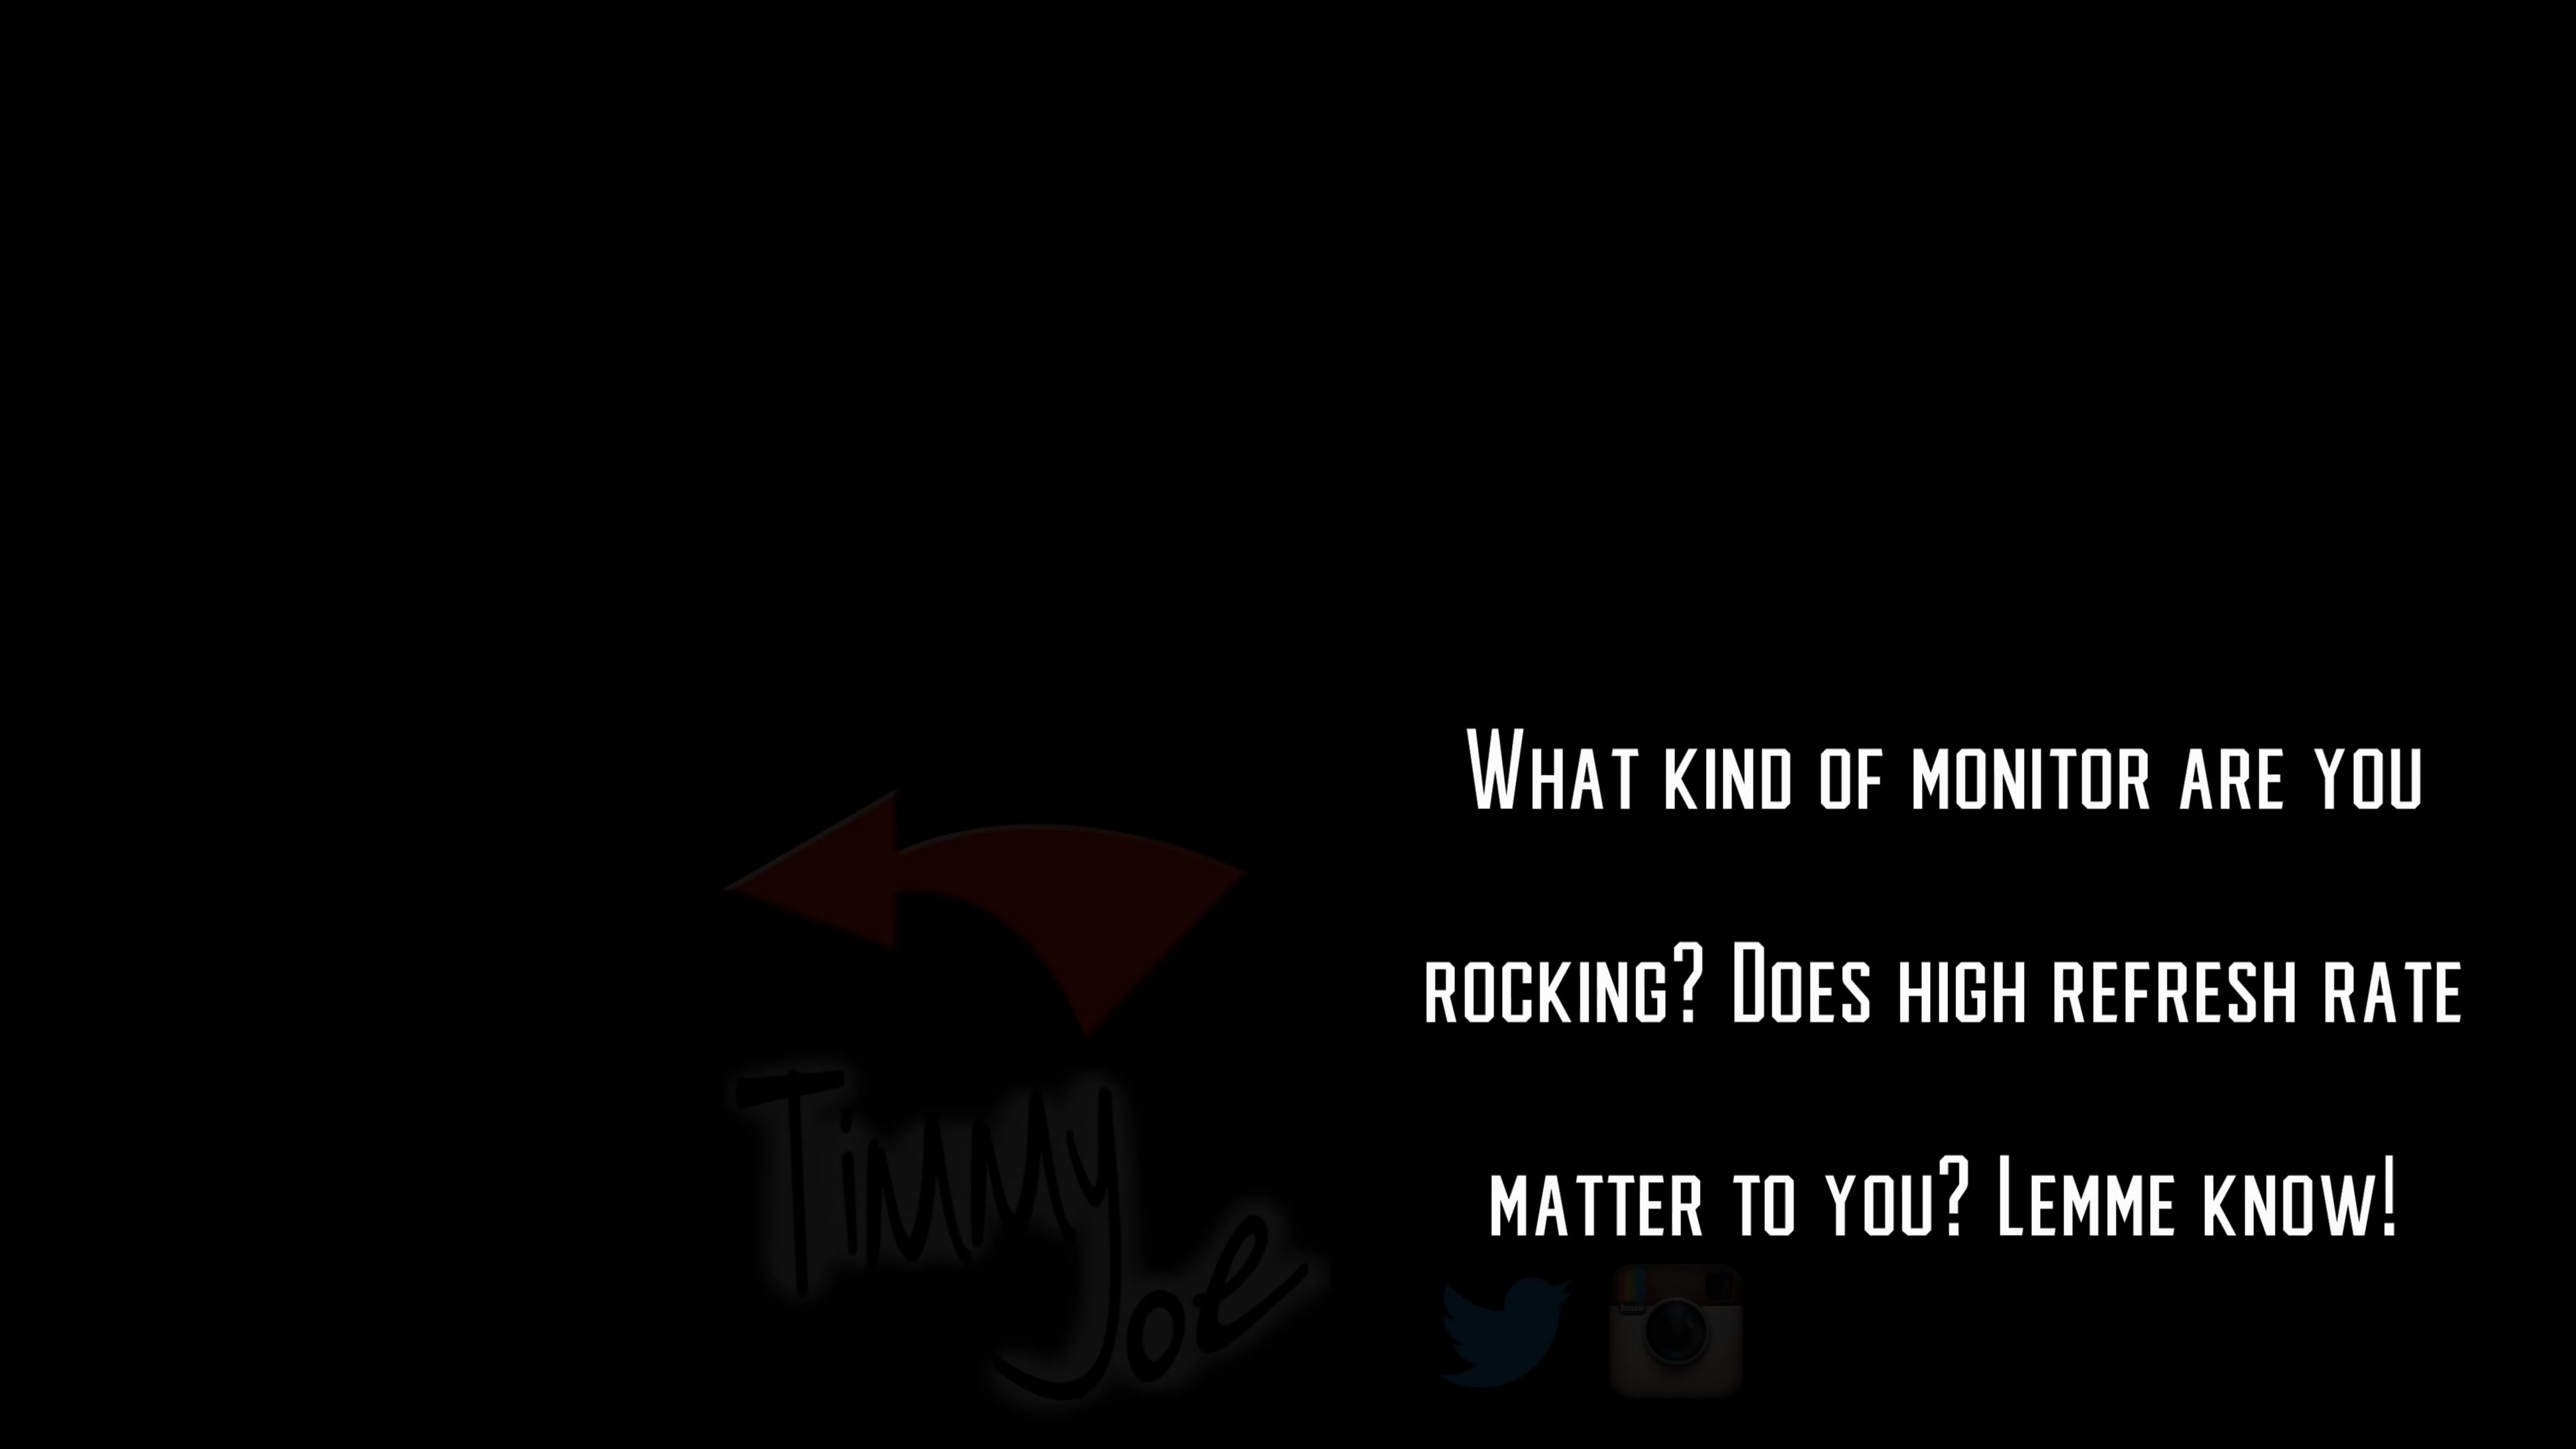 What kind of monitor are you
rocking? Does high refresh rate
matter to you? Lemme know!
Timmy
Joe